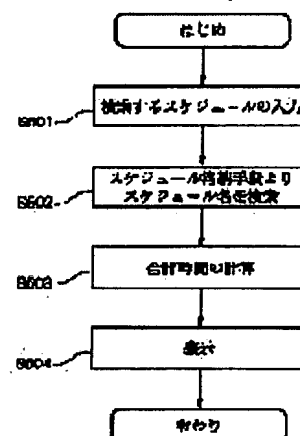 はじめ
検索するスケジュールの入力
S601
スケジュール格納手段より
スケジュール名を検索
S602
合計時間の計算
S603
表示
S604
おわり